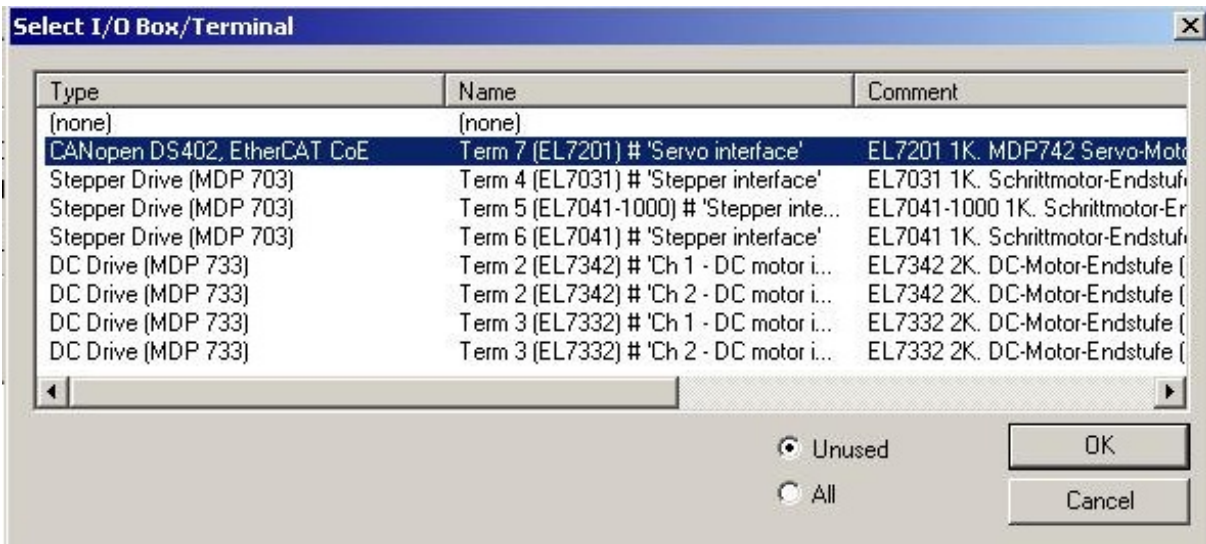 Select I/O Box/Terminal
Type Name Comment
(none) (none)
CANopen DS402, EtherCAT CoE Term 7 (EL7201) # 'Servo interface' EL7201 1K. MDP742 Servo-Moto
Stepper Drive (MDP 703) Term 4 (EL7031) # 'Stepper interface' EL7031 1K. Schrittmotor-Endstufe
Stepper Drive (MDP 703) Term 5 (EL7041-1000) # 'Stepper inte... EL7041-1000 1K. Schrittmotor-Er
Stepper Drive (MDP 703) Term 6 (EL7041) # 'Stepper interface' EL7041 1K. Schrittmotor-Endstufe
DC Drive (MDP 733) Term 2 (EL7342) # 'Ch 1 - DC motor i... EL7342 2K. DC-Motor-Endstufe (
DC Drive (MDP 733) Term 2 (EL7342) # 'Ch 2 - DC motor i... EL7342 2K. DC-Motor-Endstufe (
DC Drive (MDP 733) Term 3 (EL7332) # 'Ch 1 - DC motor i... EL7332 2K. DC-Motor-Endstufe (
DC Drive (MDP 733) Term 3 (EL7332) # 'Ch 2 - DC motor i... EL7332 2K. DC-Motor-Endstufe (
Unused OK
All Cancel